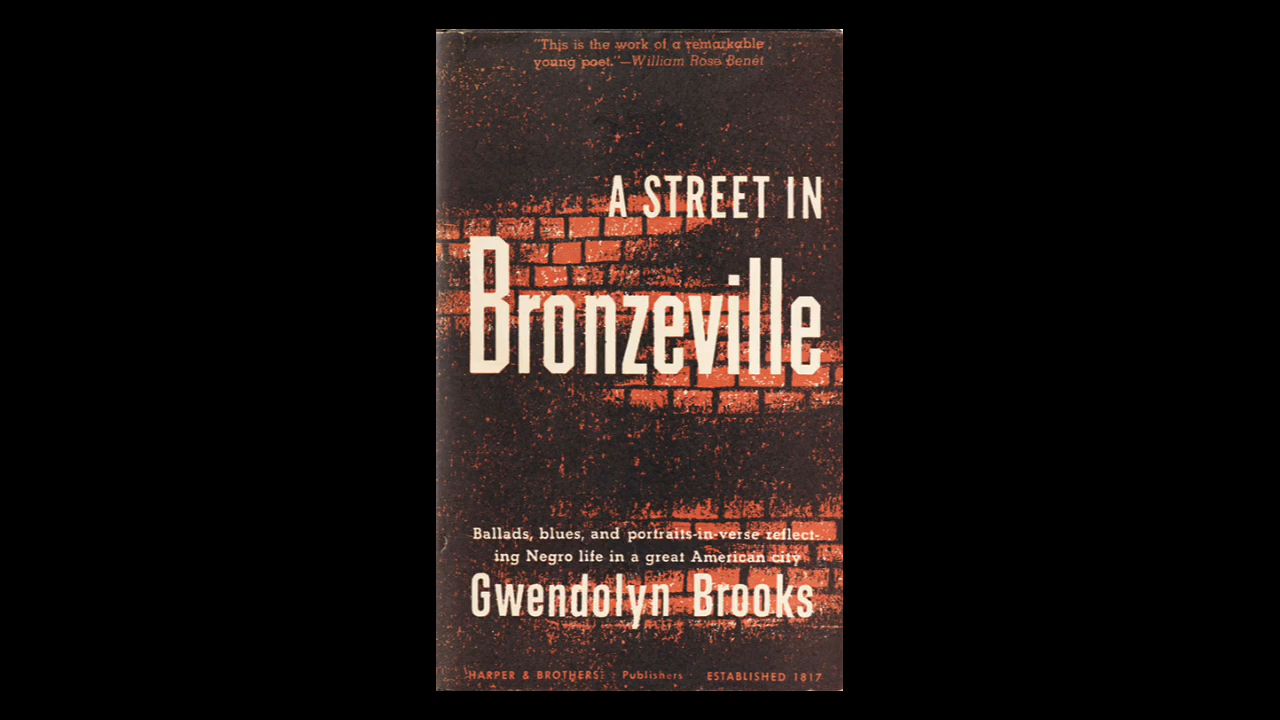 "This is the work of a remarkable
young poet."—William Rose Benét
A STREET IN
Bronzeville
Ballads, blues, and portraits-in-verse reflect-
ing Negro life in a great American city
Gwendolyn Brooks
HARPER & BROTHERS: Publishers ESTABLISHED 1817